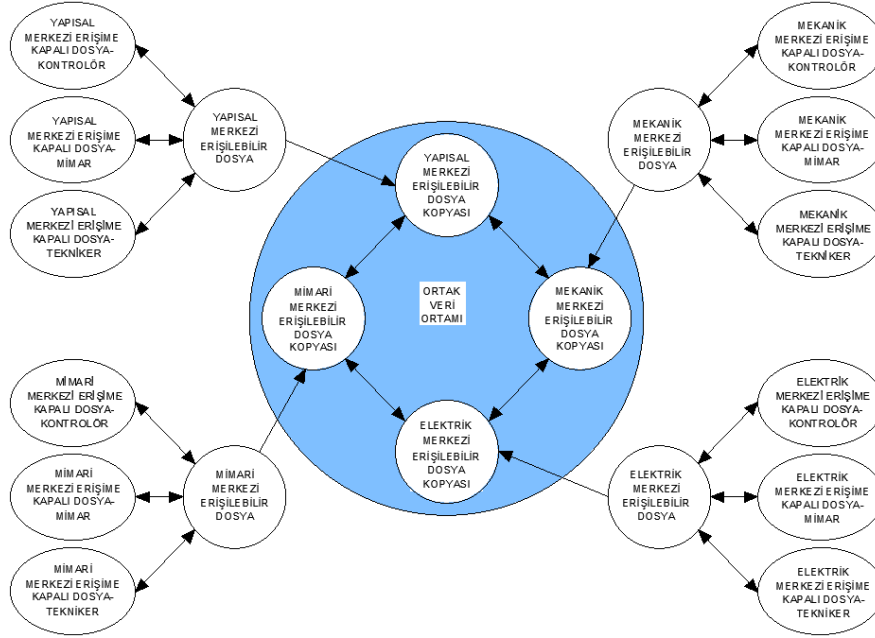 YAPISAL
MERKEZİ ERİŞİME
KAPALI DOSYA-
KONTROLÖR
YAPISAL
MERKEZİ ERİŞİME
KAPALI DOSYA-
MİMAR
YAPISAL
MERKEZİ ERİŞİME
KAPALI DOSYA-
TEKNİKER
YAPISAL
MERKEZİ
ERİŞİLEBİLİR
DOSYA
YAPISAL
MERKEZİ
ERİŞİLEBİLİR
DOSYA
KOPYASI
MEKANİK
MERKEZİ
ERİŞİLEBİLİR
DOSYA
MEKANİK
MERKEZİ ERİŞİME
KAPALI DOSYA-
KONTROLÖR
MEKANİK
MERKEZİ ERİŞİME
KAPALI DOSYA-
MİMAR
MEKANİK
MERKEZİ ERİŞİME
KAPALI DOSYA-
TEKNİKER
MİMARİ
MERKEZİ
ERİŞİLEBİLİR
DOSYA
KOPYASI
ORTAK
VERİ
ORTAMI
MEKANİK
MERKEZİ
ERİŞİLEBİLİR
DOSYA
KOPYASI
MİMARİ
MERKEZİ ERİŞİME
KAPALI DOSYA-
KONTROLÖR
MİMARİ
MERKEZİ ERİŞİME
KAPALI DOSYA-
MİMAR
MİMARİ
MERKEZİ ERİŞİME
KAPALI DOSYA-
TEKNİKER
MİMARİ
MERKEZİ
ERİŞİLEBİLİR
DOSYA
ELEKTRİK
MERKEZİ
ERİŞİLEBİLİR
DOSYA
KOPYASI
ELEKTRİK
MERKEZİ
ERİŞİLEBİLİR
DOSYA
ELEKTRİK
MERKEZİ ERİŞİME
KAPALI DOSYA-
KONTROLÖR
ELEKTRİK
MERKEZİ ERİŞİME
KAPALI DOSYA-
MİMAR
ELEKTRİK
MERKEZİ ERİŞİME
KAPALI DOSYA-
TEKNİKER